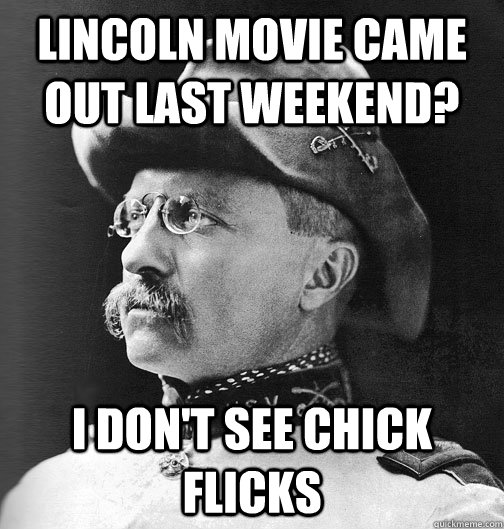 LINCOLN MOVIE CAME
OUT LAST WEEKEND?
I DON'T SEE CHICK
FLICKS
quickmeme.com